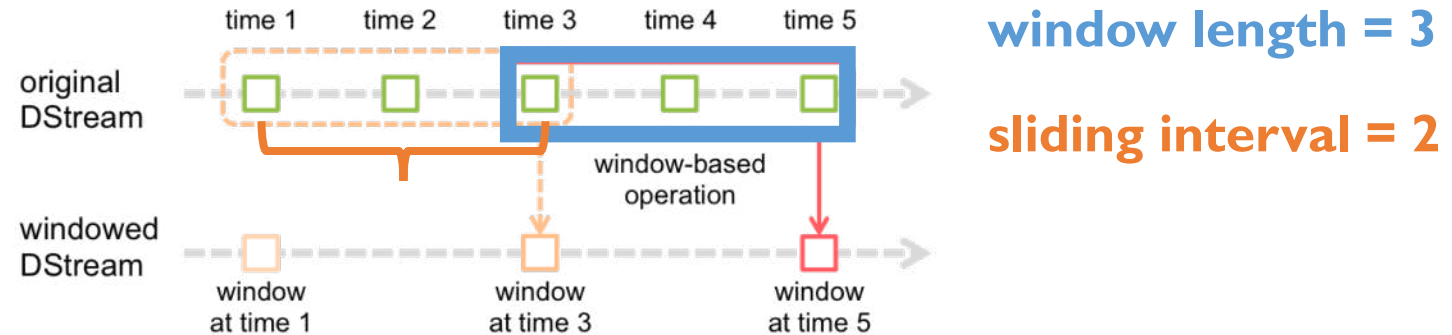 time 1 time 2 time 3 time 4 time 5
window length = 3
original
DStream
sliding interval = 2
window-based
operation
windowed
DStream
window
at time 1
window
at time 3
window
at time 5